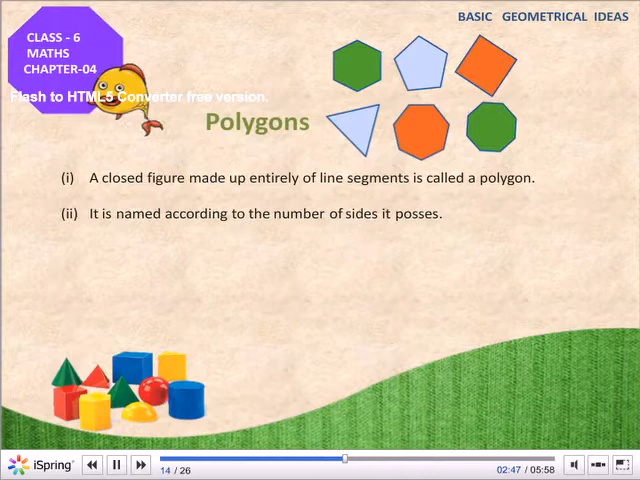 BASIC GEOMETRICAL IDEAS
CLASS - 6
MATHS
CHAPTER-04
Flash to HTML5 Converter free version.
Polygons
(i) A closed figure made up entirely of line segments is called a polygon.
(ii) It is named according to the number of sides it posses.
iSpring
14 / 26
02:47 / 05:58